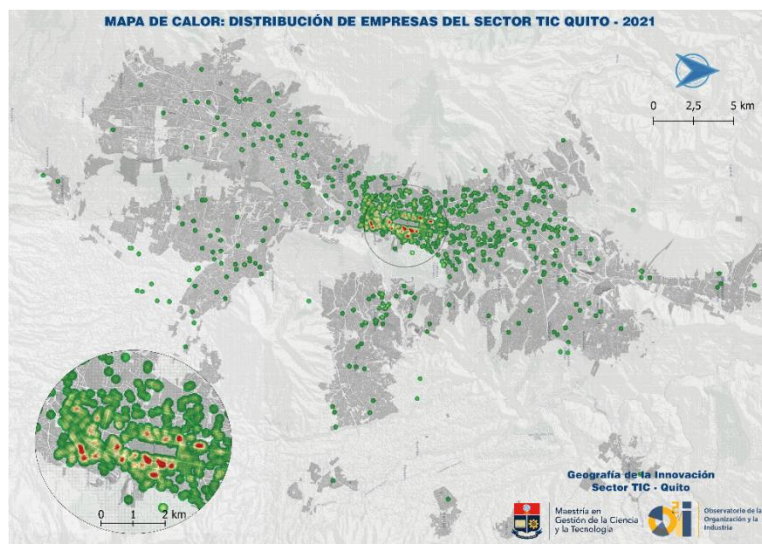 MAPA DE CALOR: DISTRIBUCIÓN DE EMPRESAS DEL SECTOR TIC QUITO - 2021
0 2,5 5 km
0 1 2 km
Geografía de la Innovación
Sector TIC - Quito
Maestría en
Gestión de la Ciencia
y la Tecnología
Observatorio de la
Organización y la
Industria